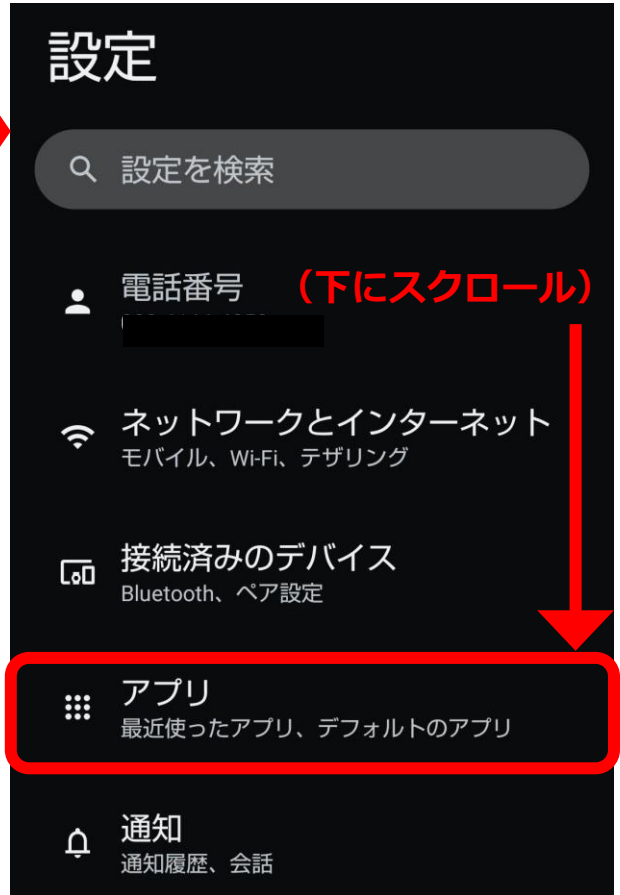 設定
設定を検索
電話番号
（下にスクロール）
ネットワークとインターネット
モバイル、Wi-Fi、テザリング
接続済みのデバイス
Bluetooth、ペア設定
アプリ
最近使ったアプリ、デフォルトのアプリ
通知
通知履歴、会話